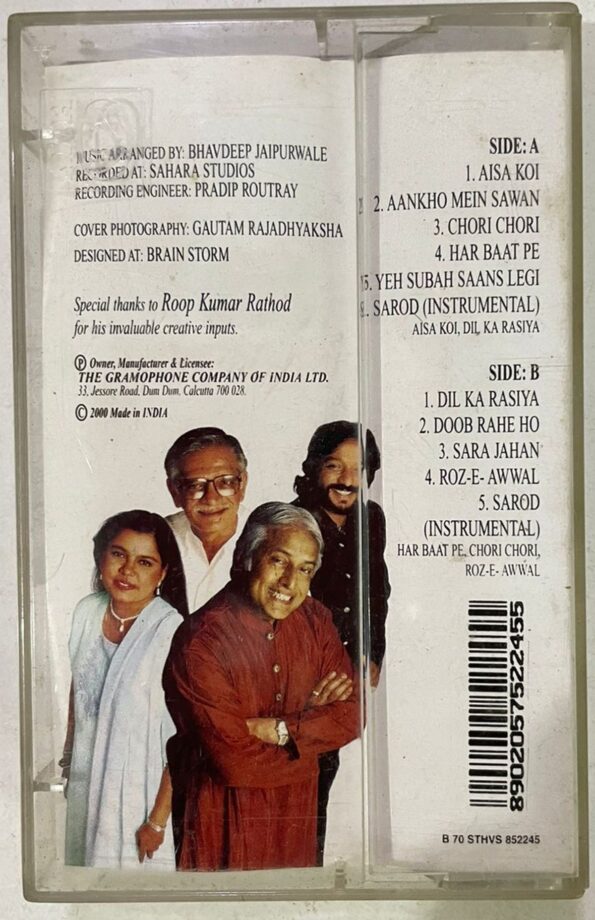 MUSIC ARRANGED BY: BHAVDEEP JAIPURWALE
RECORDED AT: SAHARA STUDIOS
RECORDING ENGINEER: PRADIP ROUTRAY
COVER PHOTOGRAPHY: GAUTAM RAJADHYAKSHA
DESIGNED AT: BRAIN STORM
Special thanks to Roop Kumar Rathod
for his invaluable creative inputs.
Ⓟ Owner, Manufacturer & Licensee:
THE GRAMOPHONE COMPANY OF INDIA LTD.
33, Jessore Road, Dum Dum, Calcutta 700 028.
© 2000 Made in INDIA
SIDE: A
1. AISA KOI
2. AANKHO MEIN SAWAN
3. CHORI CHORI
4. HAR BAAT PE
5. YEH SUBAH SAANS LEGI
. SAROD (INSTRUMENTAL)
AISA KOI, DIL KA RASIYA
SIDE: B
1. DIL KA RASIYA
2. DOOB RAHE HO
3. SARA JAHAN
4. ROZ-E- AWWAL
5. SAROD
(INSTRUMENTAL)
HAR BAAT PE, CHORI CHORI,
ROZ-E- AWWAL
8902057522455
B 70 STHVS 852245